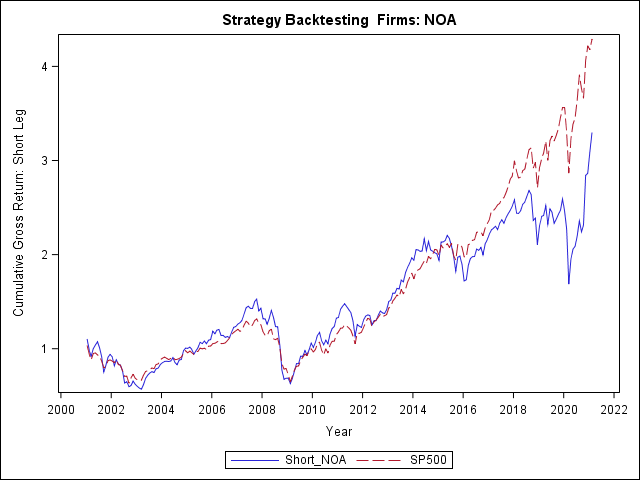 Strategy Backtesting  Firms: NOA
Cumulative Gross Return: Short Leg
4
3
2
1
2000 2002 2004 2006 2008 2010 2012 2014 2016 2018 2020 2022
Year
Short_NOA SP500